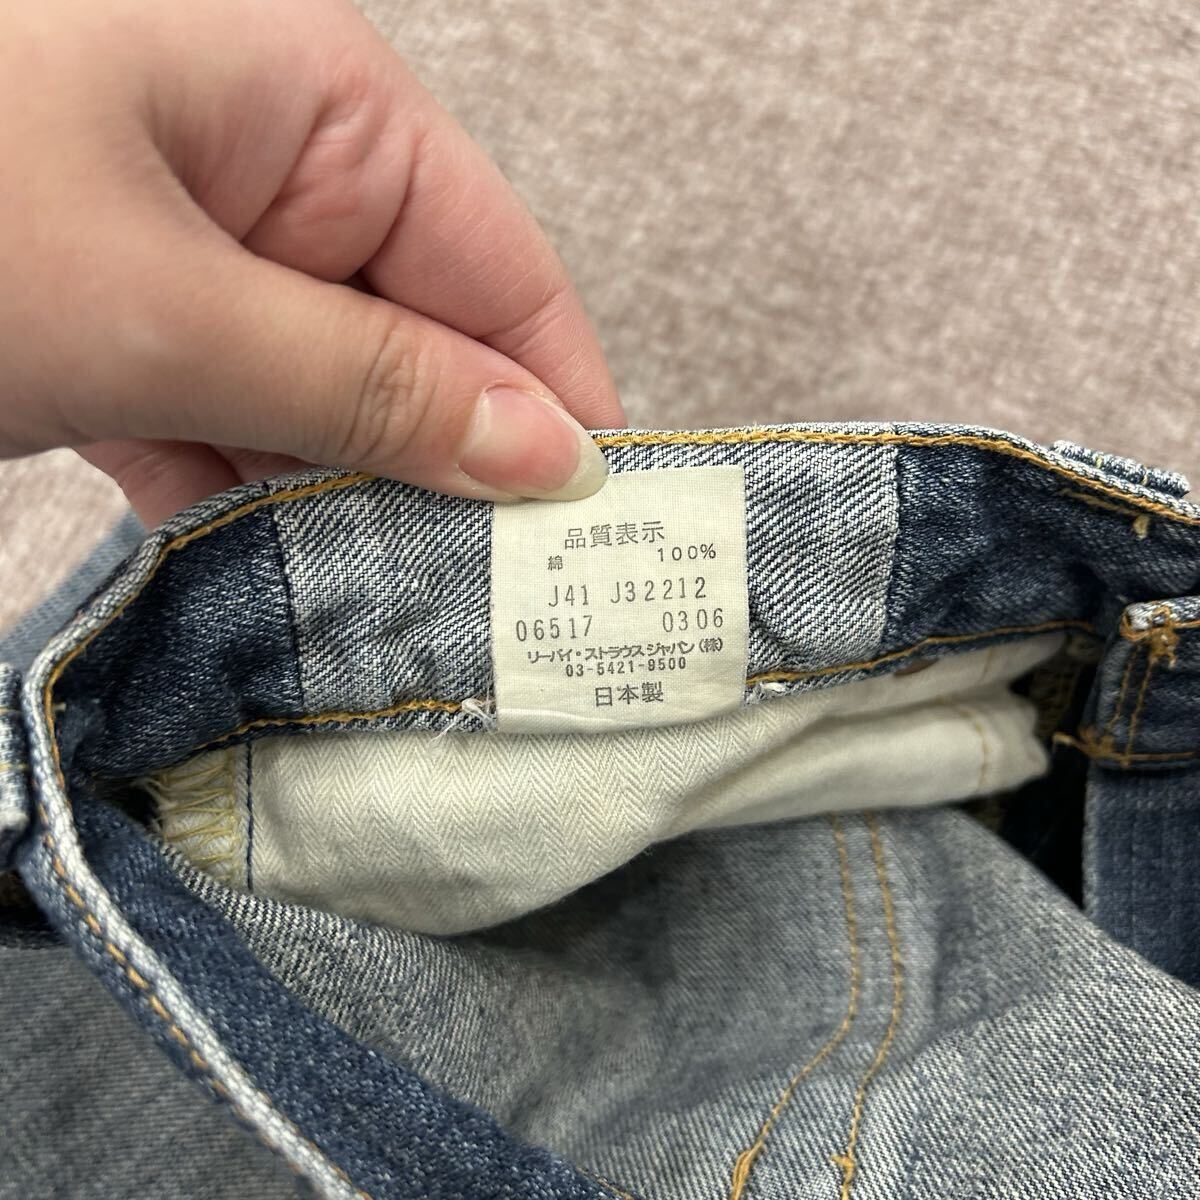 品質表示
綿 100%
J41 J32212
06517 0306
リーバイ・ストラウスジャパン(株)
03-5421-9500
日本製